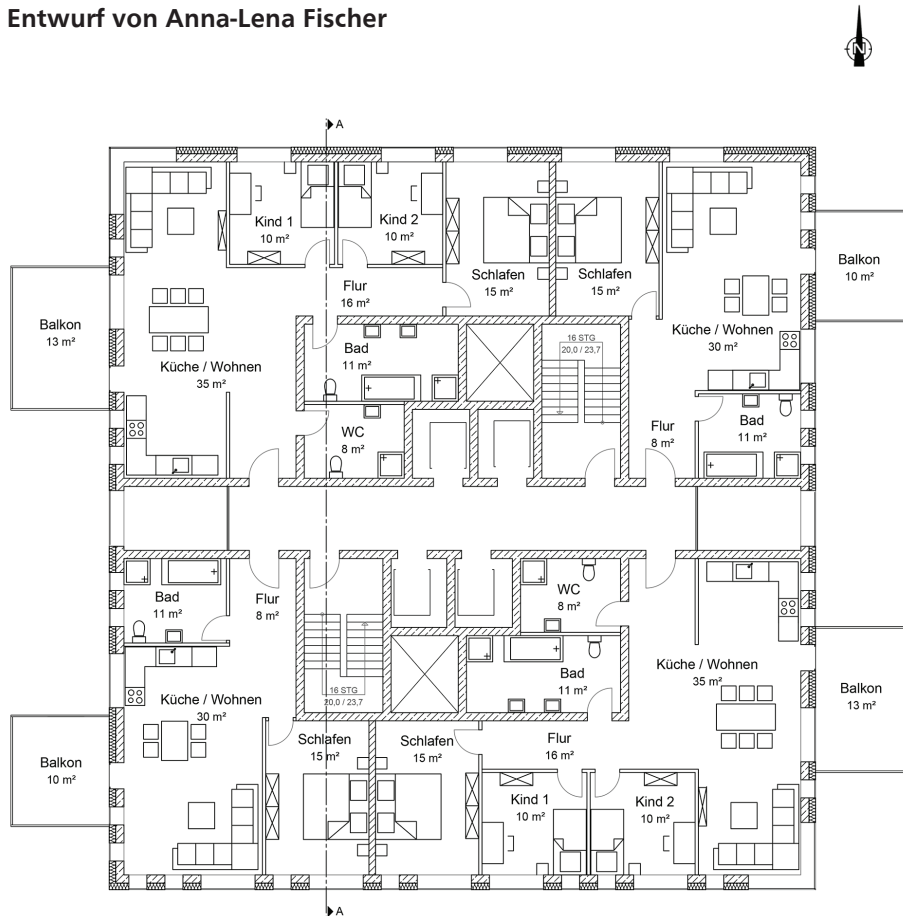 Entwurf von Anna-Lena Fischer
N
A
Kind 1
10 m²
Kind 2
10 m²
Schlafen
15 m²
Schlafen
15 m²
Balkon
10 m²
Flur
16 m²
Balkon
13 m²
Küche / Wohnen
35 m²
Bad
11 m²
16 STG
20,0 / 23,7
Küche / Wohnen
30 m²
WC
8 m²
Flur
8 m²
Bad
11 m²
Bad
11 m²
Flur
8 m²
WC
8 m²
Küche / Wohnen
30 m²
16 STG
20,0 / 23,7
Bad
11 m²
Küche / Wohnen
35 m²
Balkon
13 m²
Balkon
10 m²
Schlafen
15 m²
Schlafen
15 m²
Flur
16 m²
Kind 1
10 m²
Kind 2
10 m²
A